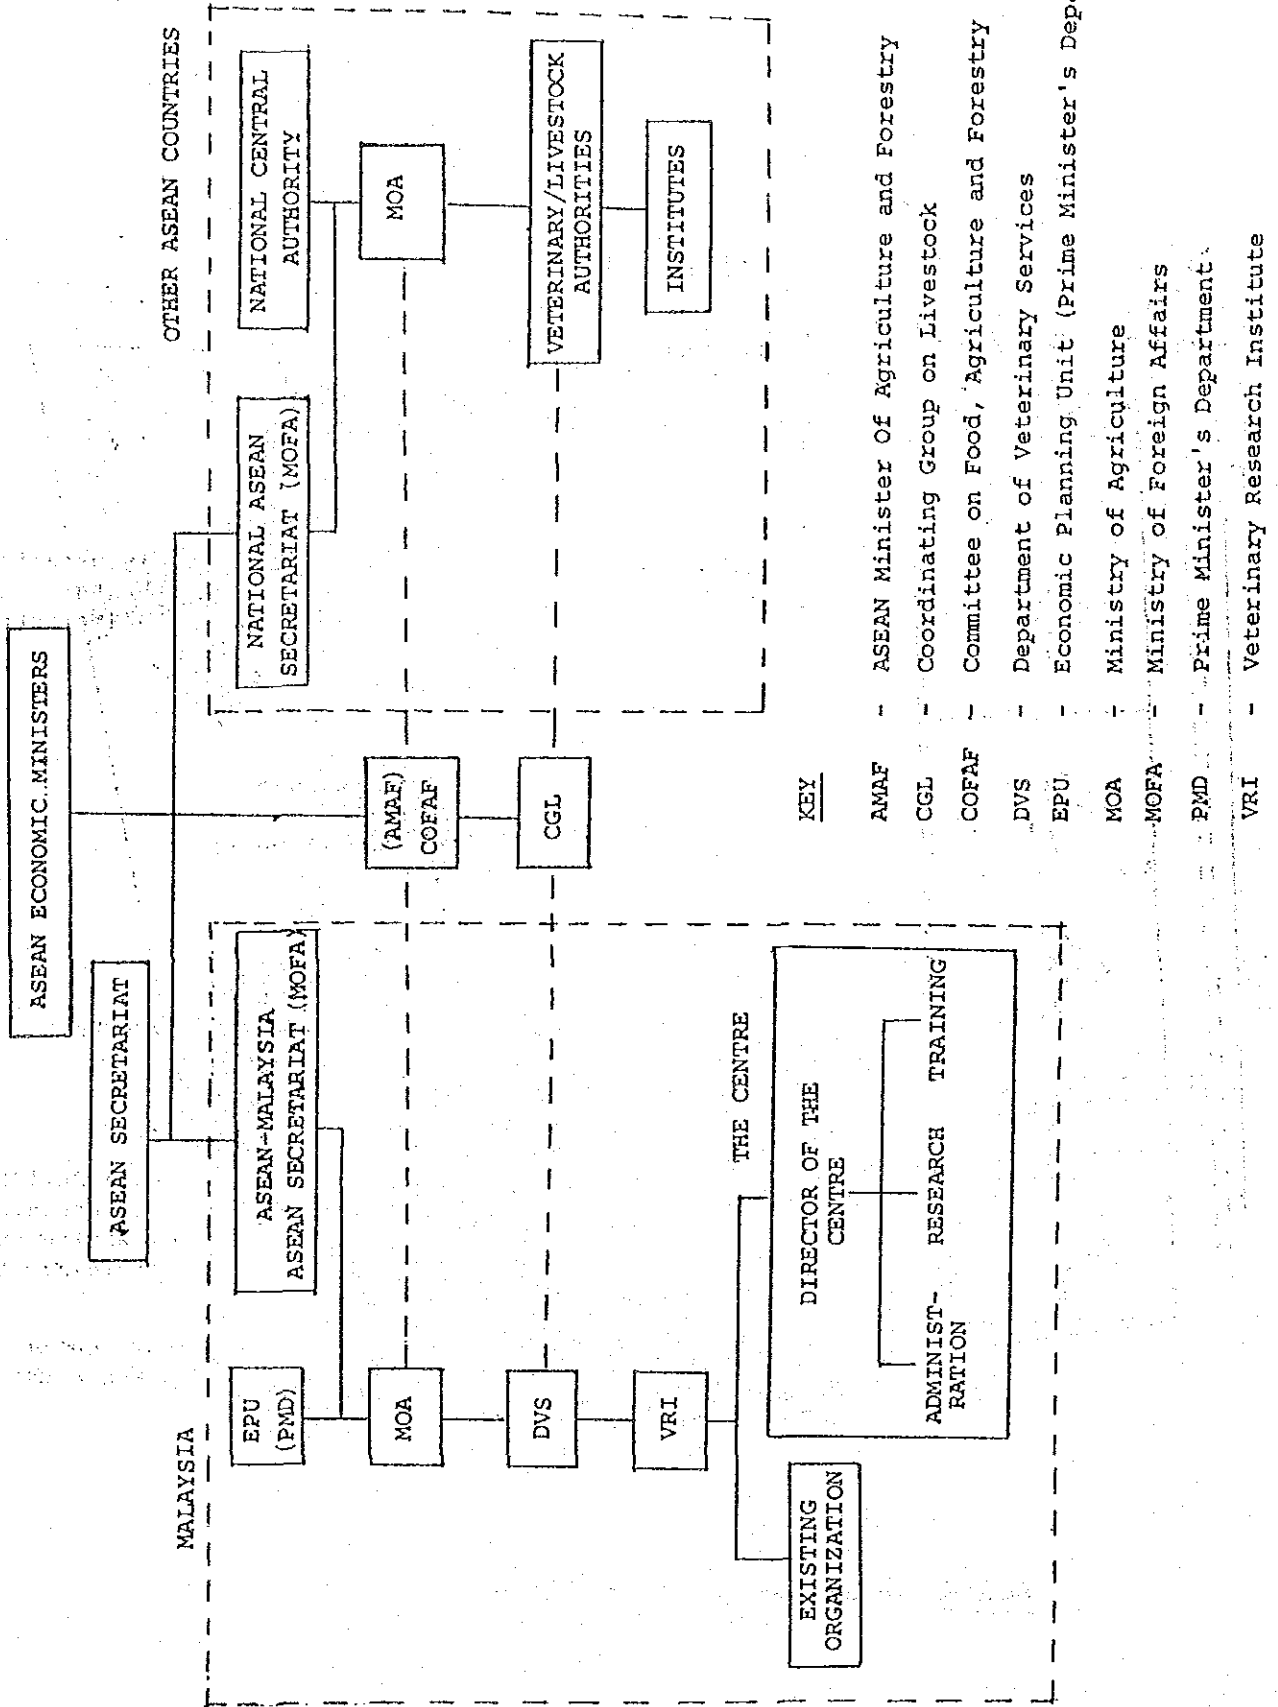 ASEAN ECONOMIC MINISTERS
ASEAN SECRETARIAT
MALAYSIA
OTHER ASEAN COUNTRIES
EPU
(PMD)
ASEAN-MALAYSIA
ASEAN SECRETARIAT (MOFA)
NATIONAL ASEAN
SECRETARIAT (MOFA)
NATIONAL CENTRAL
AUTHORITY
MOA
(AMAF)
COFAF
MOA
DVS
CGL
VETERINARY/LIVESTOCK
AUTHORITIES
VRI
INSTITUTES
THE CENTRE
EXISTING
ORGANIZATION
DIRECTOR OF THE
CENTRE
ADMINIST-
RATION
RESEARCH
TRAINING
KEY
AMAF - ASEAN Minister of Agriculture and Forestry
CGL - Coordinating Group on Livestock
COFAF - Committee on Food, Agriculture and Forestry
DVS - Department of Veterinary Services
EPU - Economic Planning Unit (Prime Minister's
MOA - Ministry of Agriculture
MOFA - Ministry of Foreign Affairs
PMD - Prime Minister's Department
VRI - Veterinary Research Institute